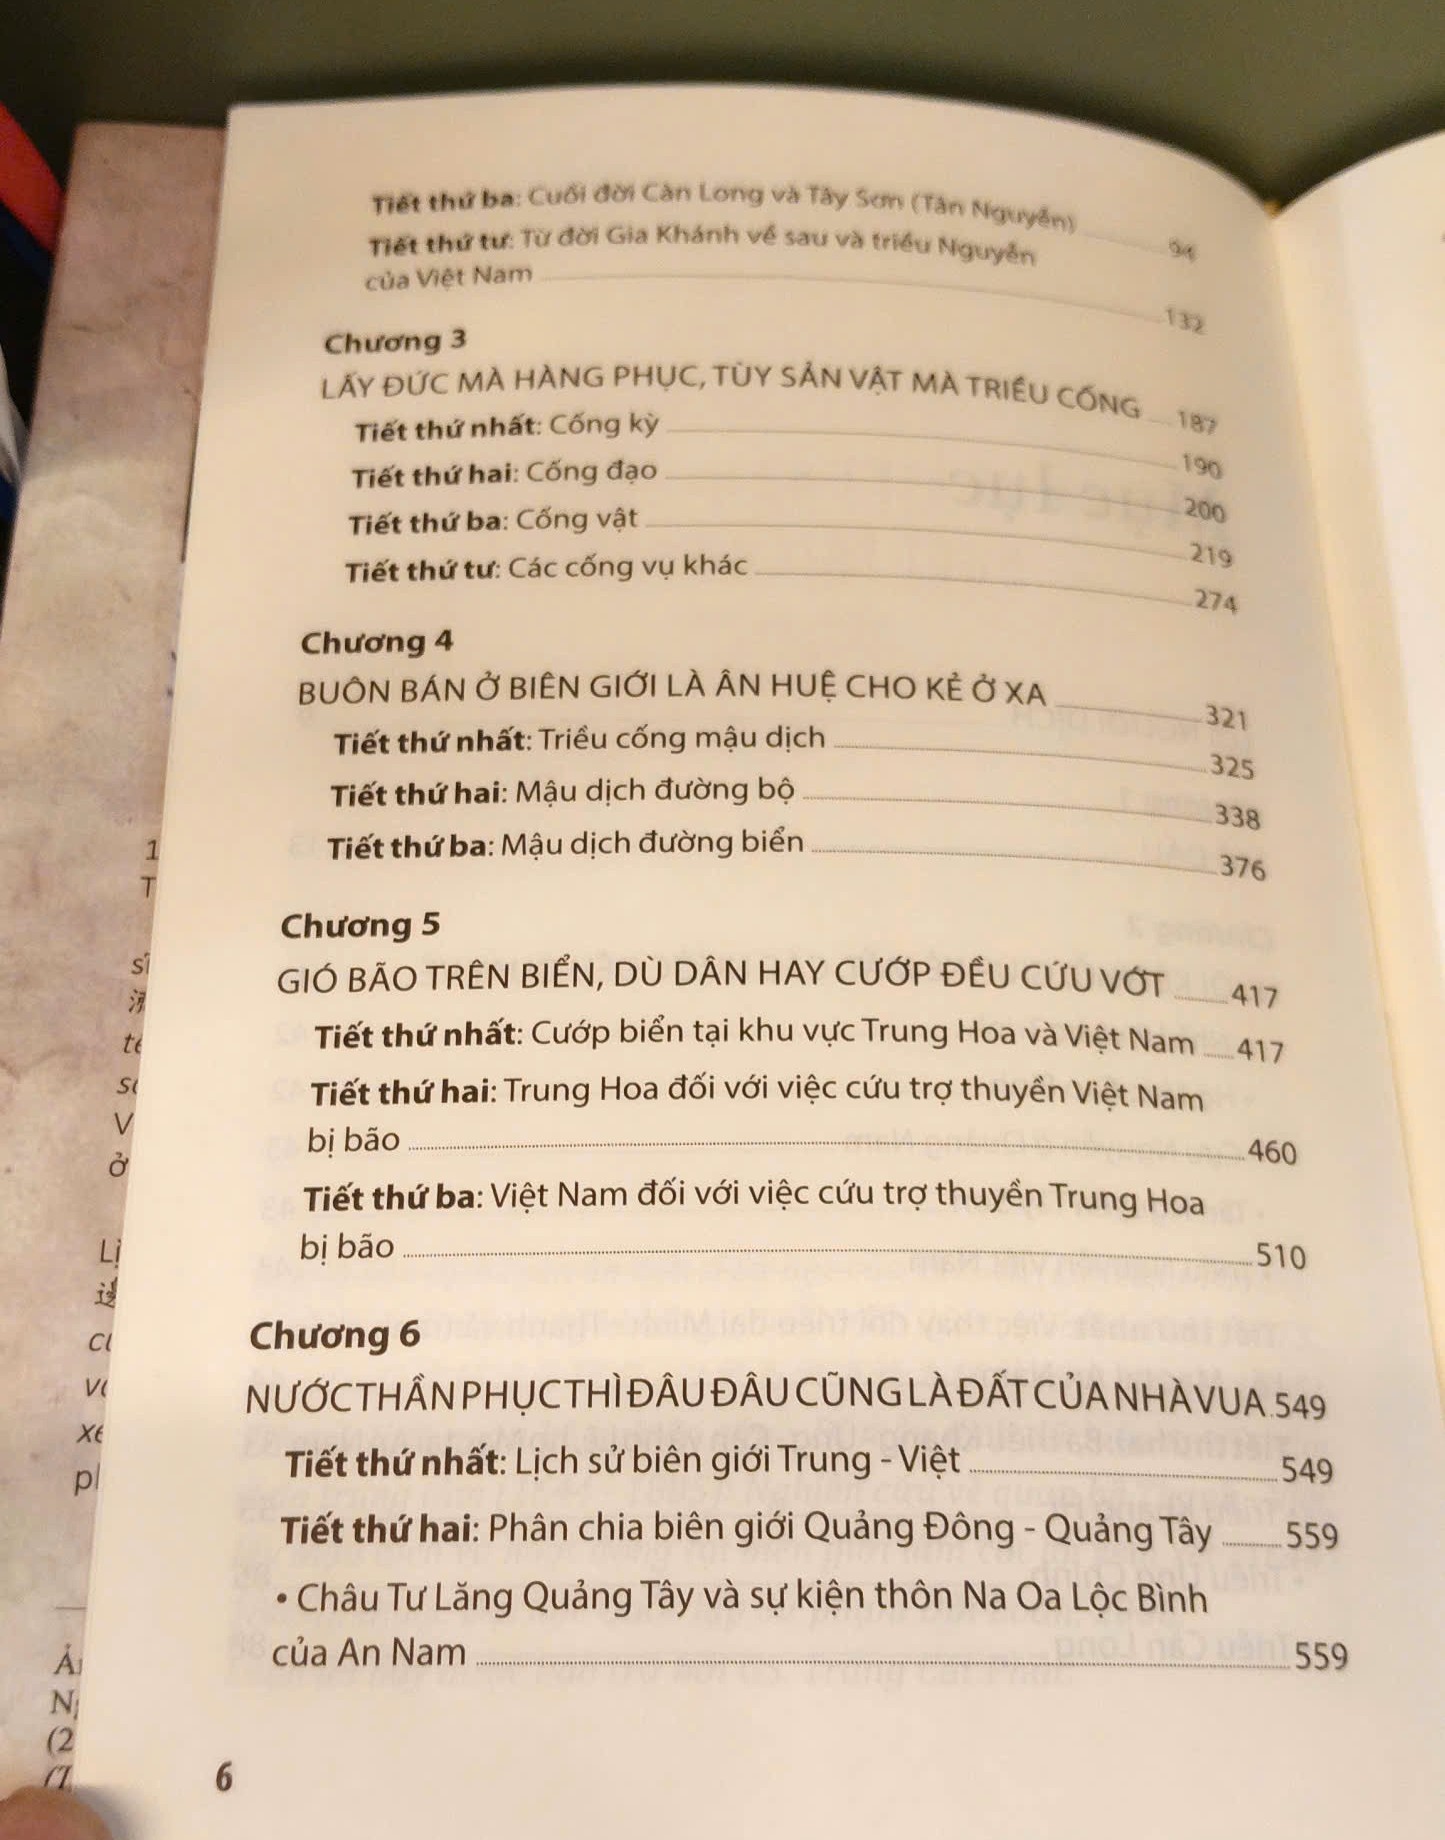 Tiết thứ ba: Cuối đời Càn Long và Tây Sơn (Tân Nguyễn) 94
Tiết thứ tư: Từ đời Gia Khánh về sau và triều Nguyễn
của Việt Nam 132
Chương 3
LẤY ĐỨC MÀ HÀNG PHỤC, TÙY SẢN VẬT MÀ TRIỀU CỐNG 187
Tiết thứ nhất: Cống kỳ 190
Tiết thứ hai: Cống đạo 200
Tiết thứ ba: Cống vật 219
Tiết thứ tư: Các cống vụ khác 274
Chương 4
BUÔN BÁN Ở BIÊN GIỚI LÀ ÂN HUỆ CHO KẺ Ở XA 321
Tiết thứ nhất: Triều cống mậu dịch 325
Tiết thứ hai: Mậu dịch đường bộ 338
Tiết thứ ba: Mậu dịch đường biển 376
Chương 5
GIÓ BÃO TRÊN BIỂN, DÙ DÂN HAY CƯỚP ĐỀU CỨU VỚT 417
Tiết thứ nhất: Cướp biển tại khu vực Trung Hoa và Việt Nam 417
Tiết thứ hai: Trung Hoa đối với việc cứu trợ thuyền Việt Nam
bị bão 460
Tiết thứ ba: Việt Nam đối với việc cứu trợ thuyền Trung Hoa
bị bão 510
Chương 6
NƯỚC THẦN PHỤC THÌ ĐÂU ĐÂU CŨNG LÀ ĐẤT CỦA NHÀ VUA 549
Tiết thứ nhất: Lịch sử biên giới Trung - Việt 549
Tiết thứ hai: Phân chia biên giới Quảng Đông - Quảng Tây 559
• Châu Tư Lăng Quảng Tây và sự kiện thôn Na Oa Lộc Bình
của An Nam 559
6